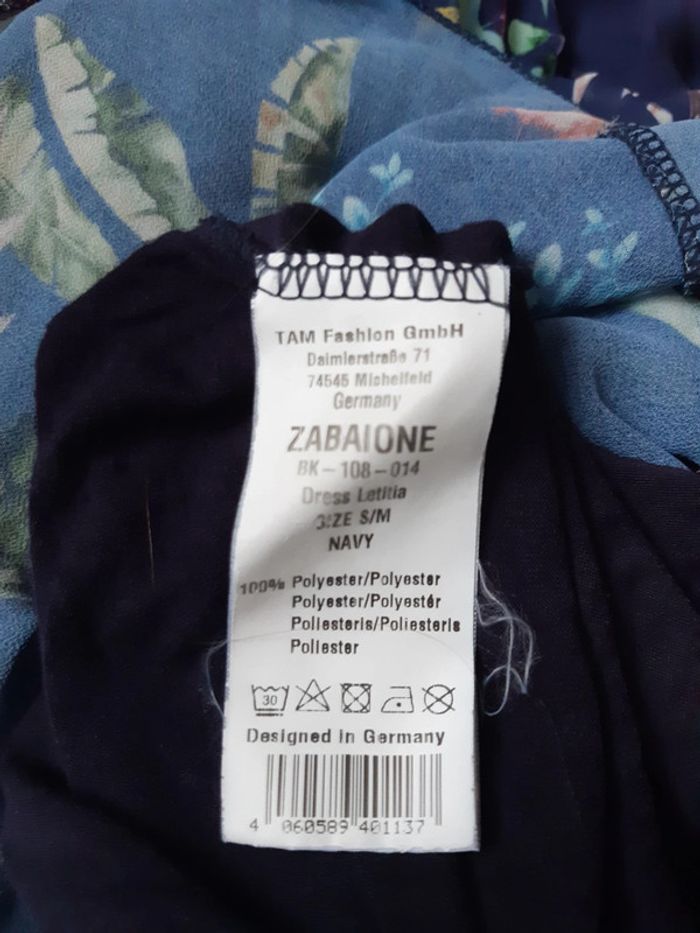 TAM Fashion GmbH
Daimlerstraße 71
74545 Michelfeld
Germany
ZABAIONE
BK-108-014
Dress Letitia
SIZE S/M
NAVY
100% Polyester/Polyester
Polyester/Polyestér
Poliesteris/Poliesteris
Poliester
30
Designed in Germany
4 060589 401137